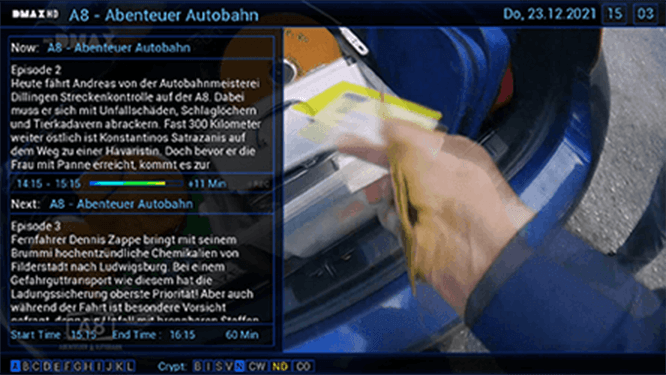 DMAX HD A8 - Abenteuer Autobahn Do, 23.12.2021 15 03
DMAX
Now: A8 - Abenteuer Autobahn
Episode 2
Heute fährt Andreas von der Autobahnmeisterei
Dillingen Streckenkontrolle auf der A8. Dabei
muss er sich mit Unfallschäden, Schlaglöchern
und Tierkadavern abrackern. Fast 300 Kilometer
weiter östlich ist Konstantinos Satrazanis auf
dem Weg zu einer Havaristin. Doch bevor er die
Frau mit Panne erreicht, kommt es zur
14:15 - 15:15 +11 Min REC
Next: A8 - Abenteuer Autobahn
Episode 3
Fernfahrer Dennis Zappe bringt mit seinem
Brummi hochentzündliche Chemikalien von
Filderstadt nach Ludwigsburg. Bei einem
Gefahrguttransport wie diesem hat die
Ladungssicherung oberste Priorität! Aber auch
während der Fahrt ist besondere Vorsicht
A8
Start Time : 15:15 End Time : 16:15 60 Min
A B C D E F G H I J K L Crypt: B I S V N CW ND CO